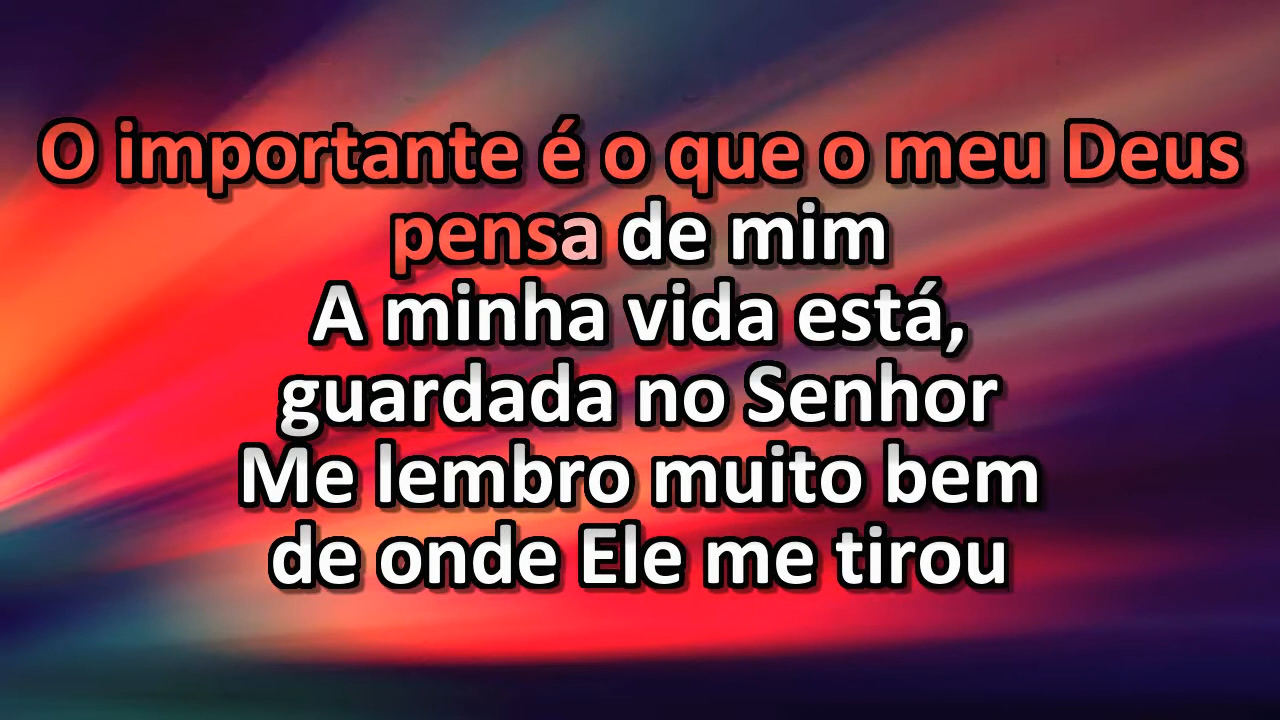 O importante é o que o meu Deus
pensa de mim
A minha vida está,
guardada no Senhor
Me lembro muito bem
de onde Ele me tirou